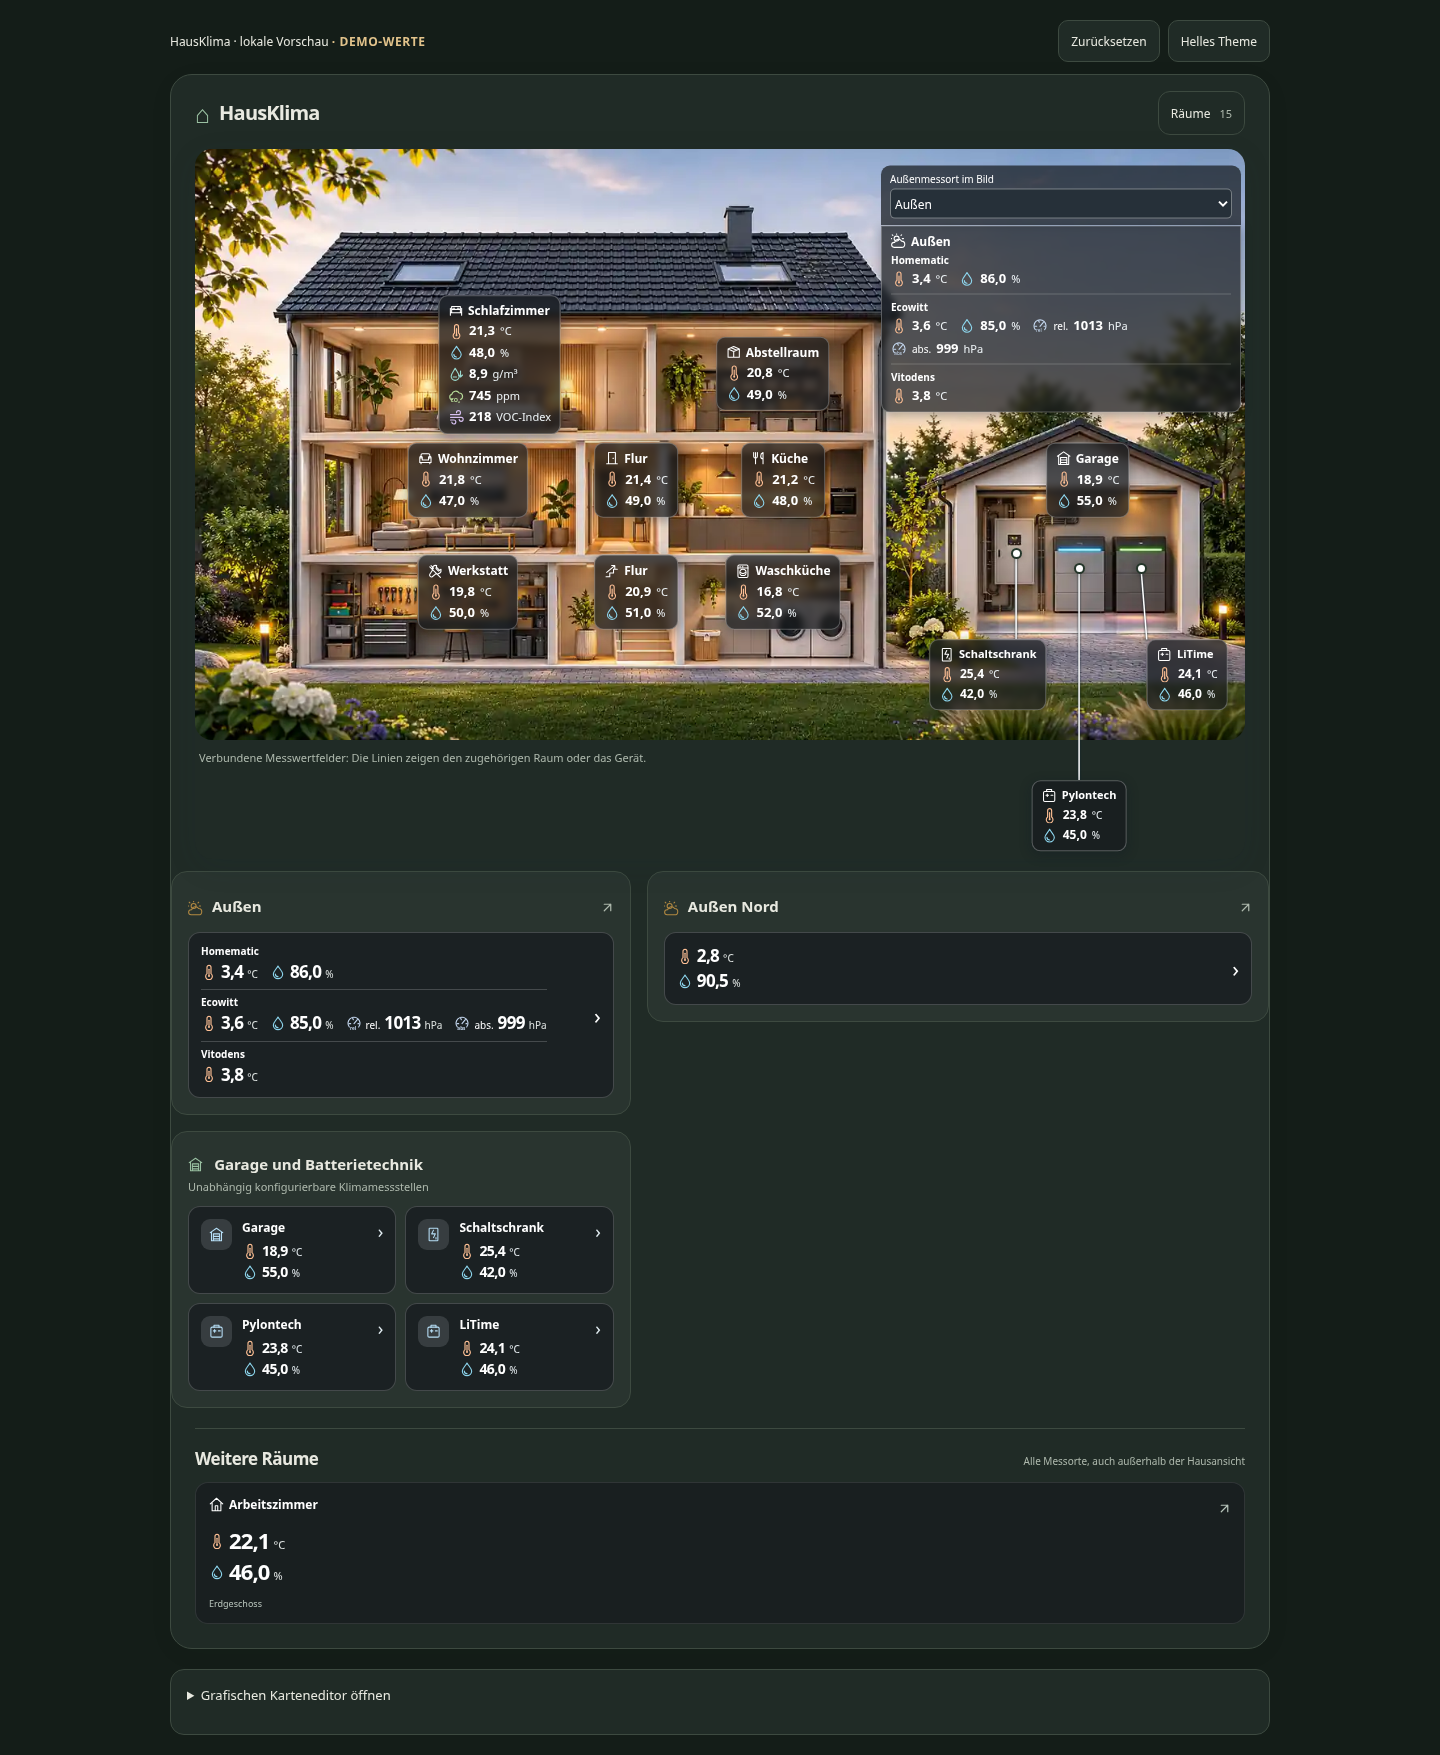 HausKlima · lokale Vorschau · DEMO-WERTE
Zurücksetzen
Helles Theme
HausKlima
Räume 15
Außenmessort im Bild
Außen
Außen
Homematic
3,4 °C 86,0 %
Ecowitt
3,6 °C 85,0 % rel. 1013 hPa
abs. 999 hPa
Vitodens
3,8 °C
Schlafzimmer
21,3 °C
48,0 %
8,9 g/m³
745 ppm
218 VOC-Index
Abstellraum
20,8 °C
49,0 %
Wohnzimmer
21,8 °C
47,0 %
Flur
21,4 °C
49,0 %
Küche
21,2 °C
48,0 %
Garage
18,9 °C
55,0 %
Werkstatt
19,8 °C
50,0 %
Flur
20,9 °C
51,0 %
Waschküche
16,8 °C
52,0 %
Schaltschrank
25,4 °C
42,0 %
LiTime
24,1 °C
46,0 %
Verbundene Messwertfelder: Die Linien zeigen den zugehörigen Raum oder das Gerät.
Pylontech
23,8 °C
45,0 %
Außen
Homematic
3,4 °C 86,0 %
Ecowitt
3,6 °C 85,0 % rel. 1013 hPa abs. 999 hPa
Vitodens
3,8 °C
Außen Nord
2,8 °C
90,5 %
Garage und Batterietechnik
Unabhängig konfigurierbare Klimamessstellen
Garage
18,9 °C
55,0 %
Schaltschrank
25,4 °C
42,0 %
Pylontech
23,8 °C
45,0 %
LiTime
24,1 °C
46,0 %
Weitere Räume
Alle Messorte, auch außerhalb der Hausansicht
Arbeitszimmer
22,1 °C
46,0 %
Erdgeschoss
Grafischen Karteneditor öffnen